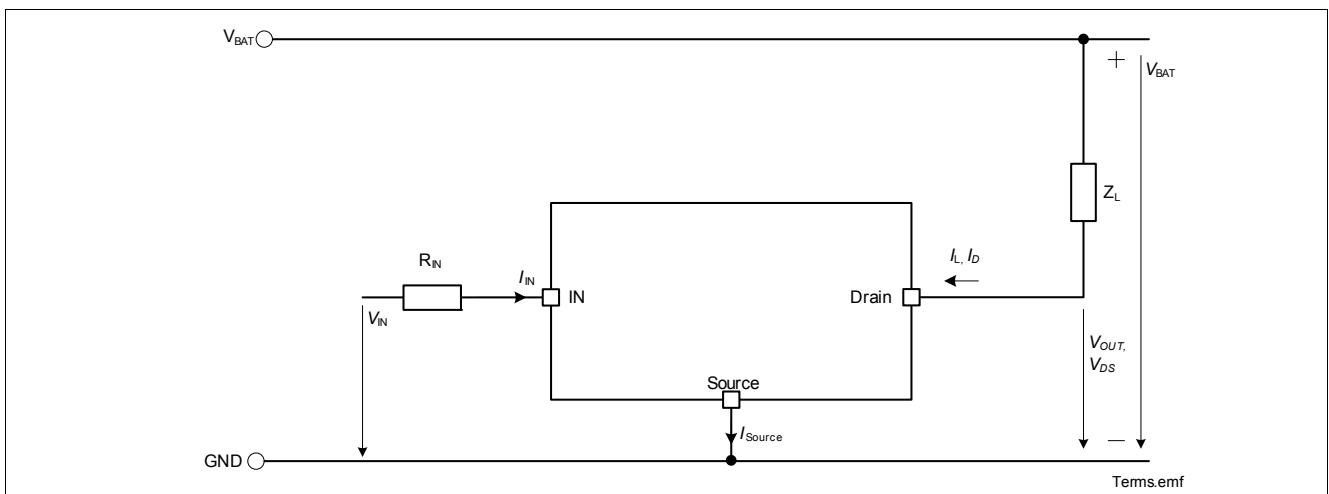 VBAT
VBAT
ZL
RIN
IIN
IL, ID
IN
Drain
VIN
VOUT,
VDS
Source
ISource
GND
Terms.emf